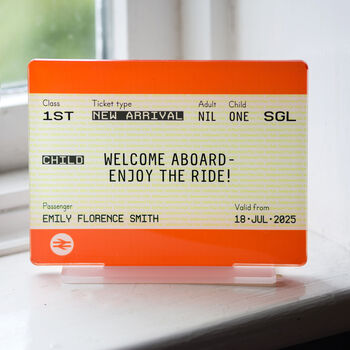 Class Ticket type Adult Child
1ST NEW ARRIVAL NIL ONE SGL
CHILD WELCOME ABOARD-
ENJOY THE RIDE!
Passenger Valid from
EMILY FLORENCE SMITH 18·JUL·2025